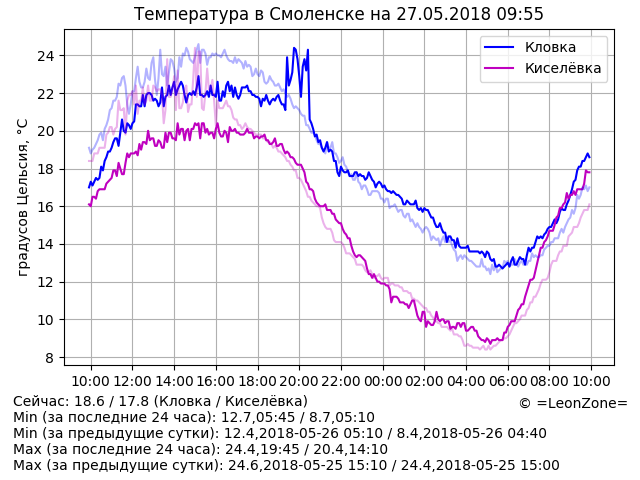 Температура в Смоленске на 27.05.2018 09:55
градусов Цельсия, °C
24
22
20
18
16
14
12
10
8
Кловка
Киселёвка
10:00 12:00 14:00 16:00 18:00 20:00 22:00 00:00 02:00 04:00 06:00 08:00 10:00
Сейчас: 18.6 / 17.8 (Кловка / Киселёвка)
© =LeonZone=
Min (за последние 24 часа): 12.7,05:45 / 8.7,05:10
Min (за предыдущие сутки): 12.4,2018-05-26 05:10 / 8.4,2018-05-26 04:40
Max (за последние 24 часа): 24.4,19:45 / 20.4,14:10
Max (за предыдущие сутки): 24.6,2018-05-25 15:10 / 24.4,2018-05-25 15:00